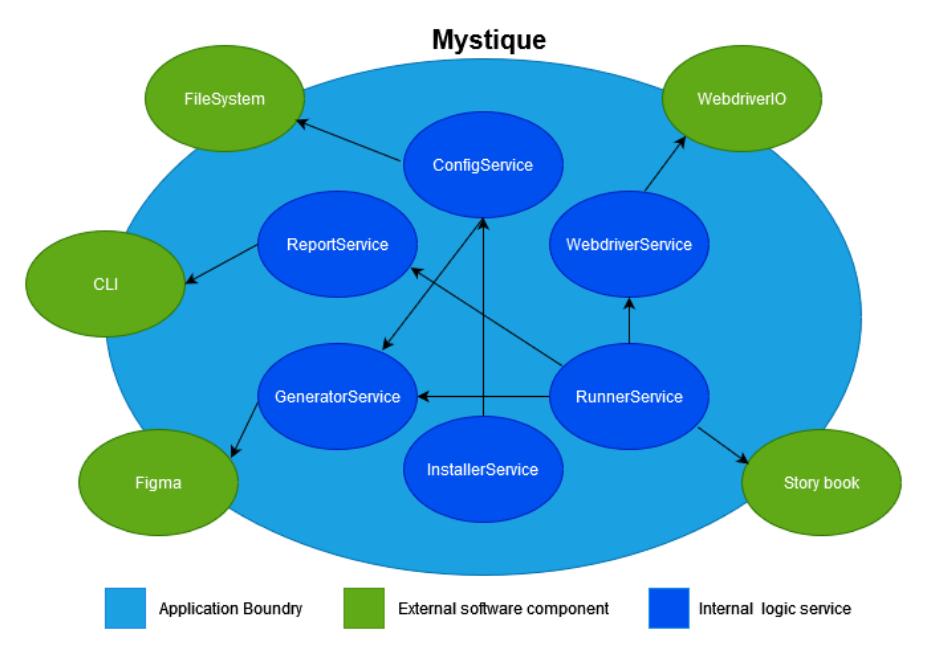 Mystique
FileSystem
WebdriverIO
ConfigService
ReportService
WebdriverService
CLI
GeneratorService
RunnerService
InstallerService
Figma
Story book
Application Boundry
External software component
Internal logic service